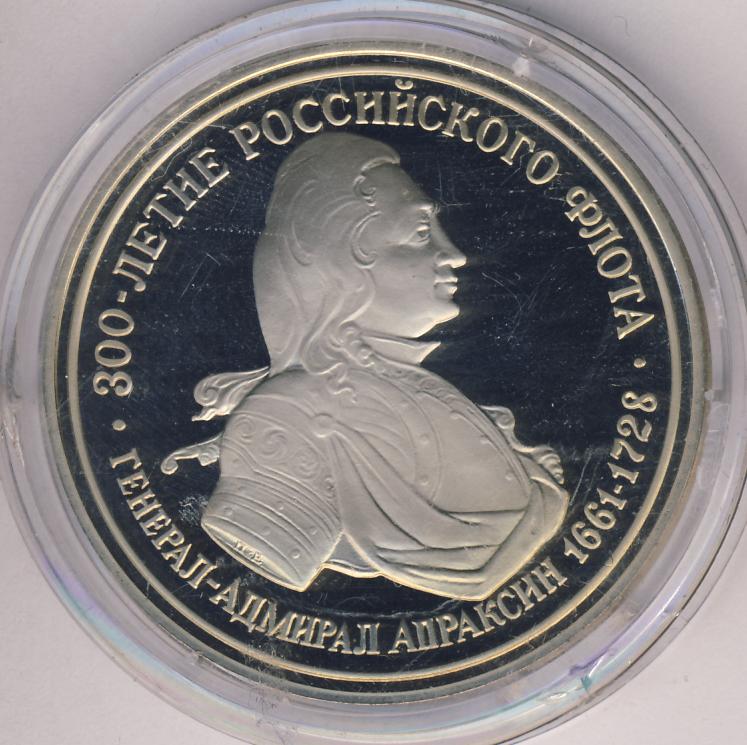 300-ЛЕТИЕ РОССИЙСКОГО ФЛОТА
ГЕНЕРАЛ-АДМИРАЛ АПРАКСИН 1661-1728